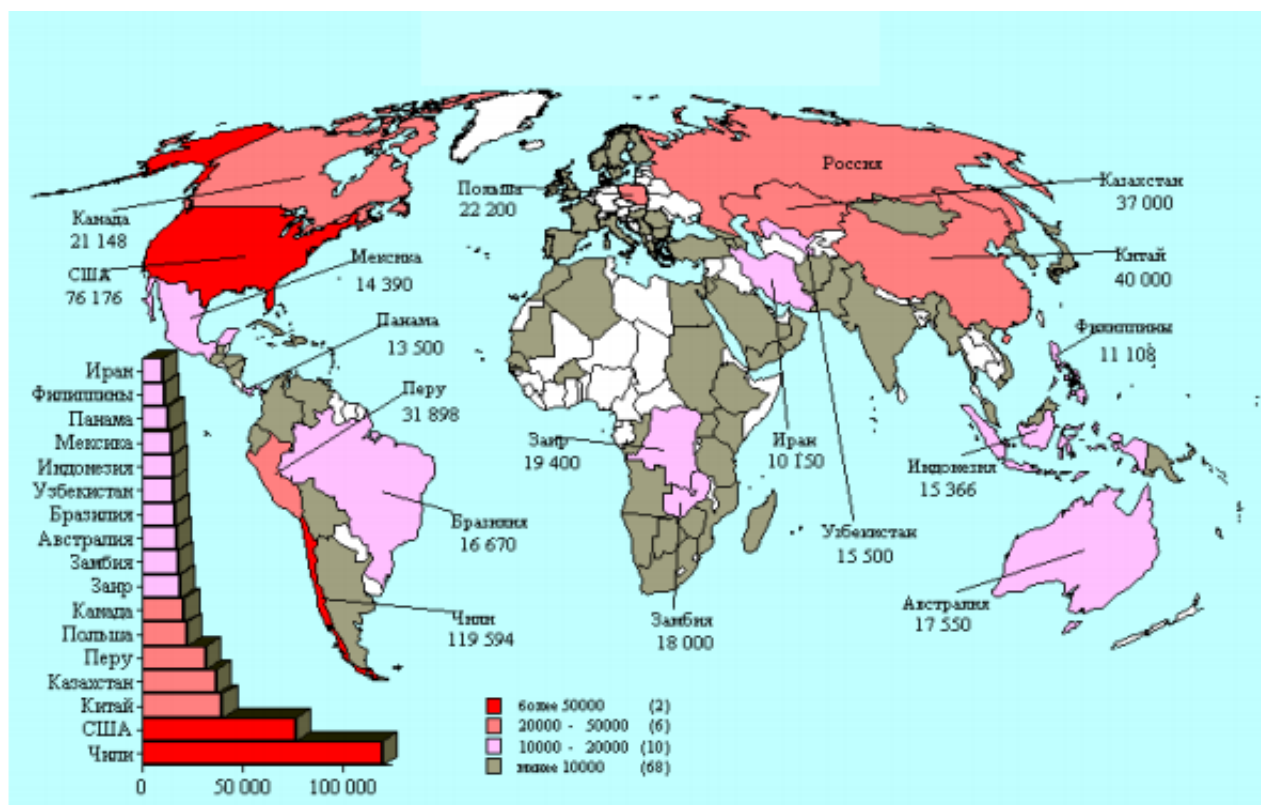 Россия
Казахстан
37 000
Польша
22 200
Канада
21 148
Китай
40 000
США
76 176
Мексика
14 390
Панама
13 500
Филиппины
11 108
Перу
31 898
Заир
19 400
Иран
10 150
Индонезия
15 366
Бразилия
16 670
Узбекистан
15 500
Чили
119 594
Замбия
18 000
Австралия
17 550
Иран
Филиппины
Панама
Мексика
Индонезия
Узбекистан
Бразилия
Австралия
Замбия
Заир
Канада
Польша
Перу
Казахстан
Китай
США
Чили
0 50 000 100 000
более 50000 (2)
20000 - 50000 (6)
10000 - 20000 (10)
ниже 10000 (68)